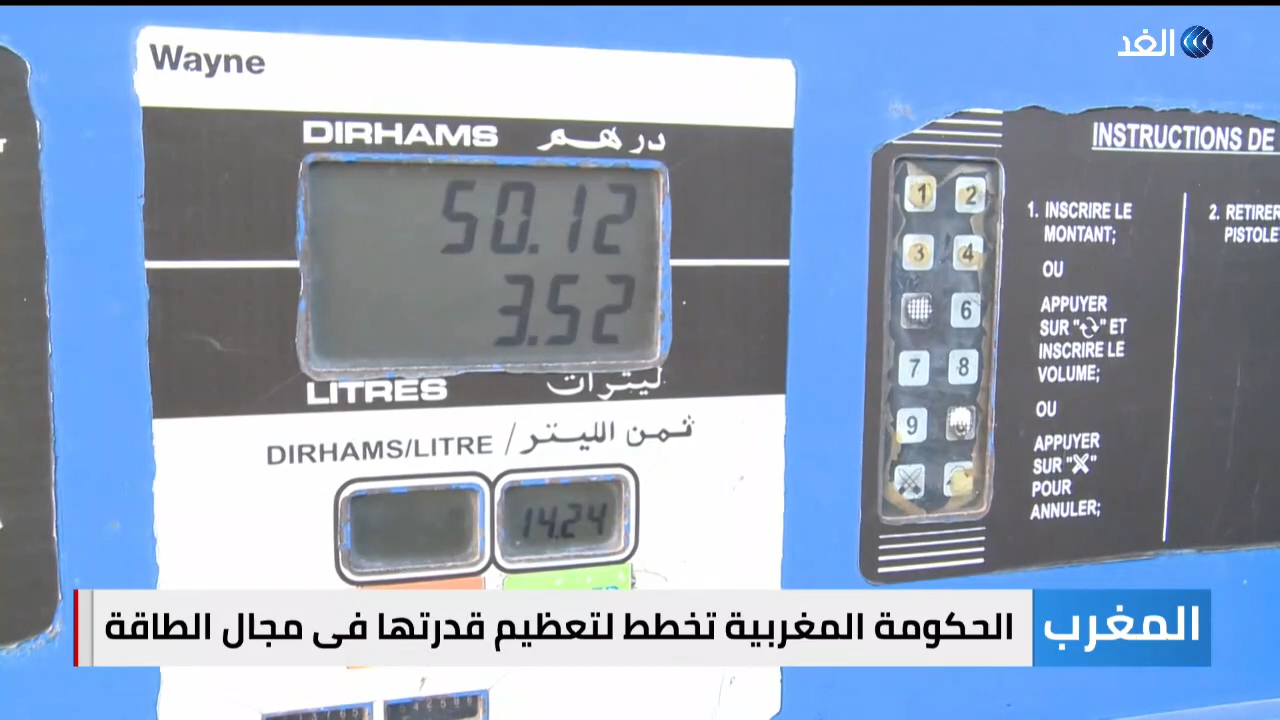 الغد
Wayne
DIRHAMS درهم
50.12
3.52
LITRES ليترات
DIRHAMS/LITRE / ثمن الليتر
14.24
1
2
3
4
6
7
8
9
INSTRUCTIONS DE
1. INSCRIRE LE
MONTANT;
OU
APPUYER
SUR "⟳" ET
INSCRIRE LE
VOLUME;
OU
APPUYER
SUR "X"
POUR
ANNULER;
2. RETIRER
PISTOLE
المغرب
الحكومة المغربية تخطط لتعظيم قدرتها فى مجال الطاقة